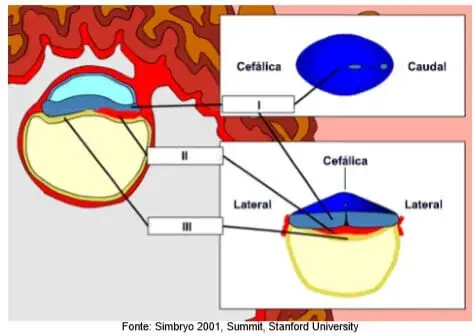 Cefálica
Caudal
I
II
Cefálica
Lateral
Lateral
III
Fonte: Simbryo 2001, Summit, Stanford University